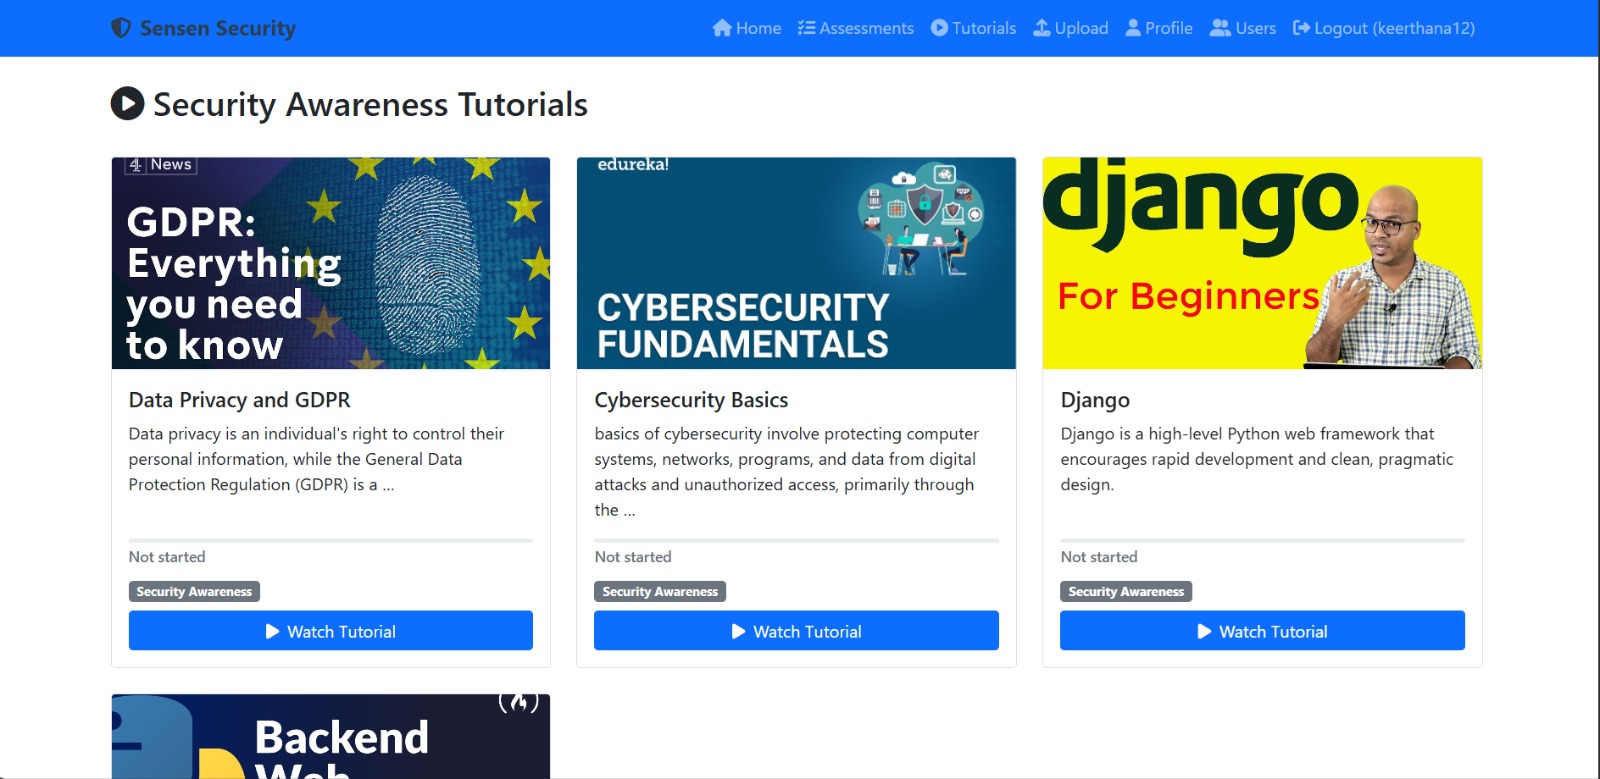 Sensen Security
Home
Assessments
Tutorials
Upload
Profile
Users
Logout (keerthana12)
Security Awareness Tutorials
4 News
GDPR:
Everything
you need
to know
Data Privacy and GDPR
Data privacy is an individual's right to control their
personal information, while the General Data
Protection Regulation (GDPR) is a ...
Not started
Security Awareness
Watch Tutorial
edureka!
CYBERSECURITY
FUNDAMENTALS
Cybersecurity Basics
basics of cybersecurity involve protecting computer
systems, networks, programs, and data from digital
attacks and unauthorized access, primarily through
the ...
Not started
Security Awareness
Watch Tutorial
django
For Beginners
Django
Django is a high-level Python web framework that
encourages rapid development and clean, pragmatic
design.
Not started
Security Awareness
Watch Tutorial
Backend
Web